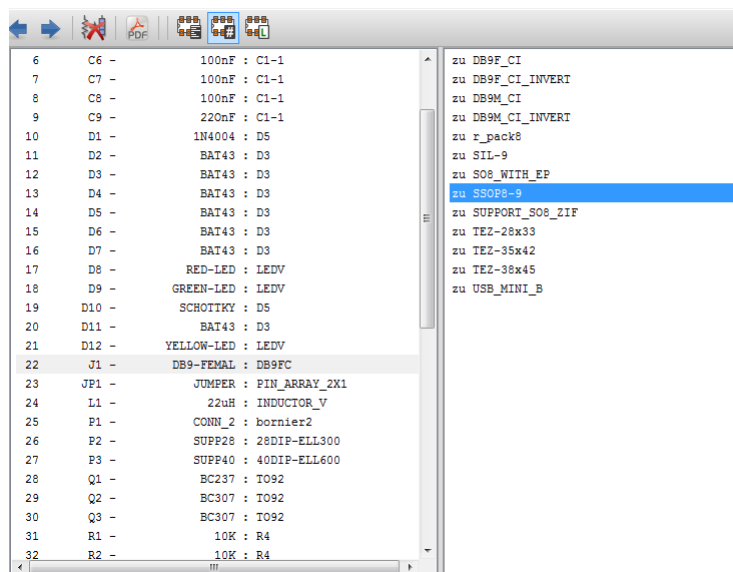 PDF
#
L
6 C6 - 100nF : C1-1
7 C7 - 100nF : C1-1
8 C8 - 100nF : C1-1
9 C9 - 220nF : C1-1
10 D1 - 1N4004 : D5
11 D2 - BAT43 : D3
12 D3 - BAT43 : D3
13 D4 - BAT43 : D3
14 D5 - BAT43 : D3
15 D6 - BAT43 : D3
16 D7 - BAT43 : D3
17 D8 - RED-LED : LEDV
18 D9 - GREEN-LED : LEDV
19 D10 - SCHOTTKY : D5
20 D11 - BAT43 : D3
21 D12 - YELLOW-LED : LEDV
22 J1 - DB9-FEMAL : DB9FC
23 JP1 - JUMPER : PIN_ARRAY_2X1
24 L1 - 22uH : INDUCTOR_V
25 P1 - CONN_2 : bornier2
26 P2 - SUPP28 : 28DIP-ELL300
27 P3 - SUPP40 : 40DIP-ELL600
28 Q1 - BC237 : TO92
29 Q2 - BC307 : TO92
30 Q3 - BC307 : TO92
31 R1 - 10K : R4
32 R2 - 10K : R4
zu DB9F_CI
zu DB9F_CI_INVERT
zu DB9M_CI
zu DB9M_CI_INVERT
zu r_pack8
zu SIL-9
zu SO8_WITH_EP
zu SSOP8-9
zu SUPPORT_SO8_ZIF
zu TEZ-28x33
zu TEZ-35x42
zu TEZ-38x45
zu USB_MINI_B